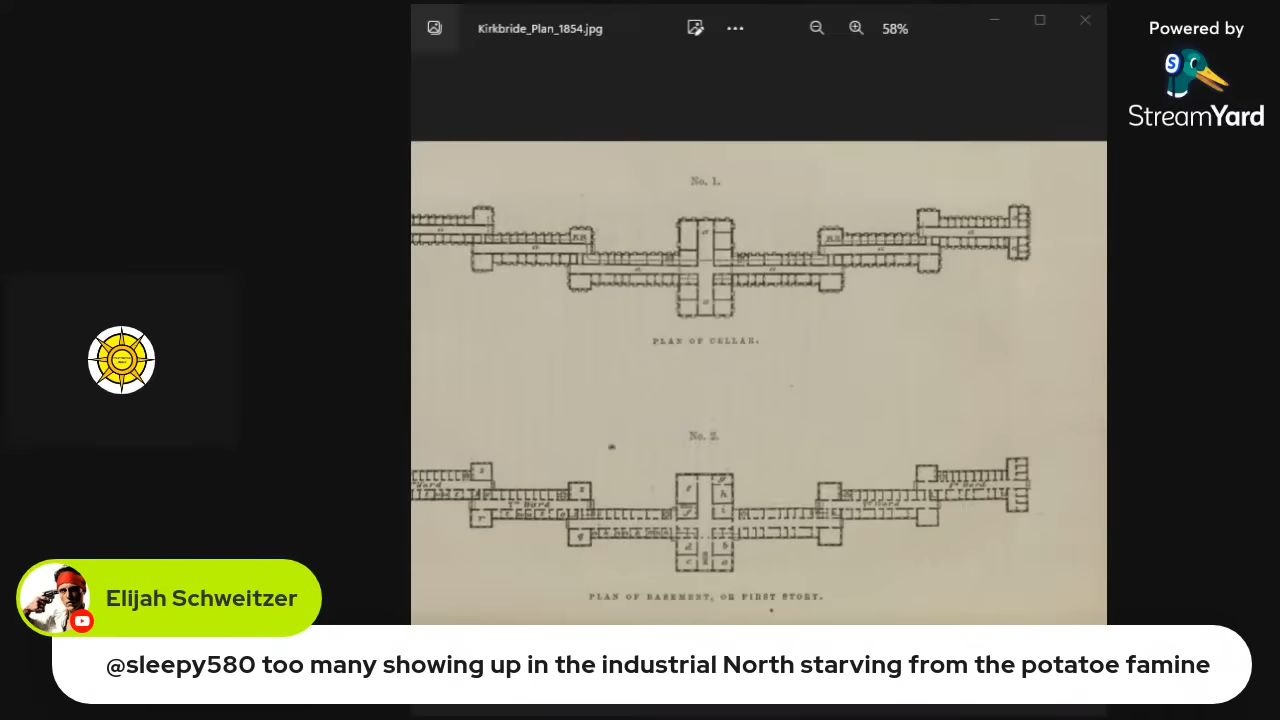 Kirkbride_Plan_1854.jpg
58%
Powered by
StreamYard
No. 1.
PLAN OF CELLAR.
No. 2.
PLAN OF BASEMENT, OR FIRST STORY.
Elijah Schweitzer
@sleepy580 too many showing up in the industrial North starving from the potatoe famine